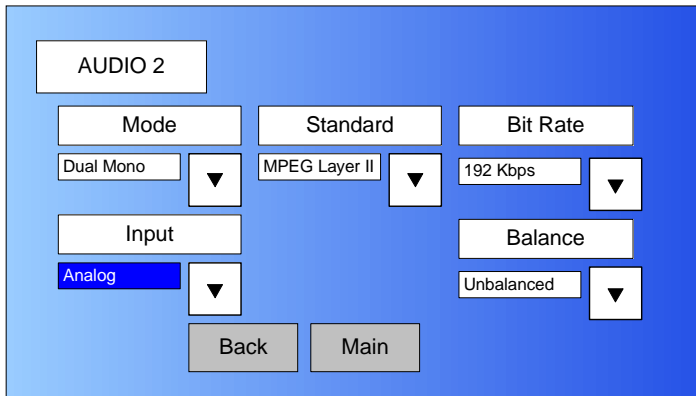 AUDIO 2
Mode
Standard
Bit Rate
Dual Mono
MPEG Layer II
192 Kbps
Input
Balance
Analog
Unbalanced
Back
Main